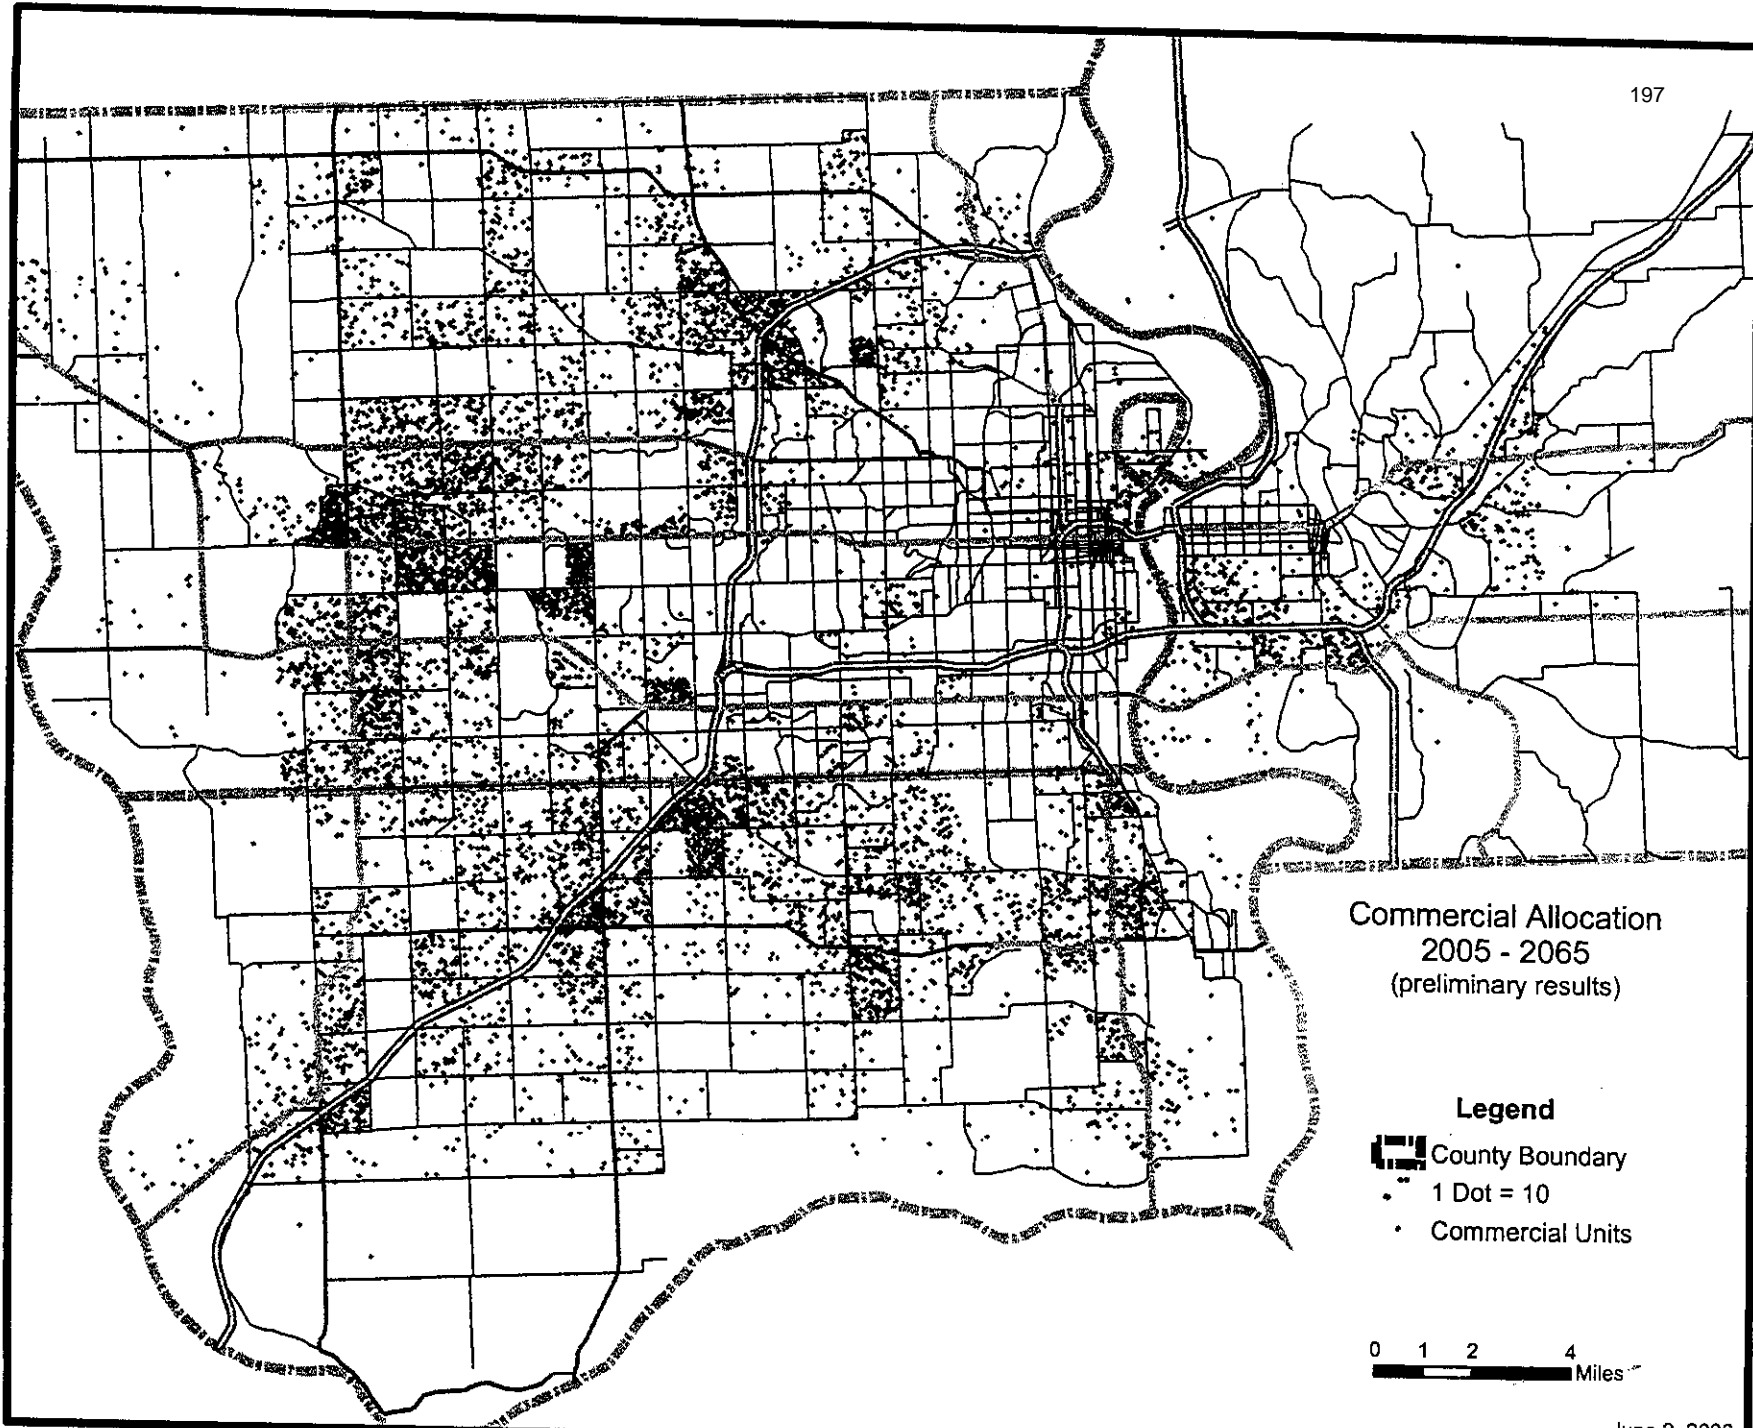 197
Commercial Allocation
2005 - 2065
(preliminary results)
Legend
County Boundary
1 Dot = 10
Commercial Units
0 1 2 4
Miles